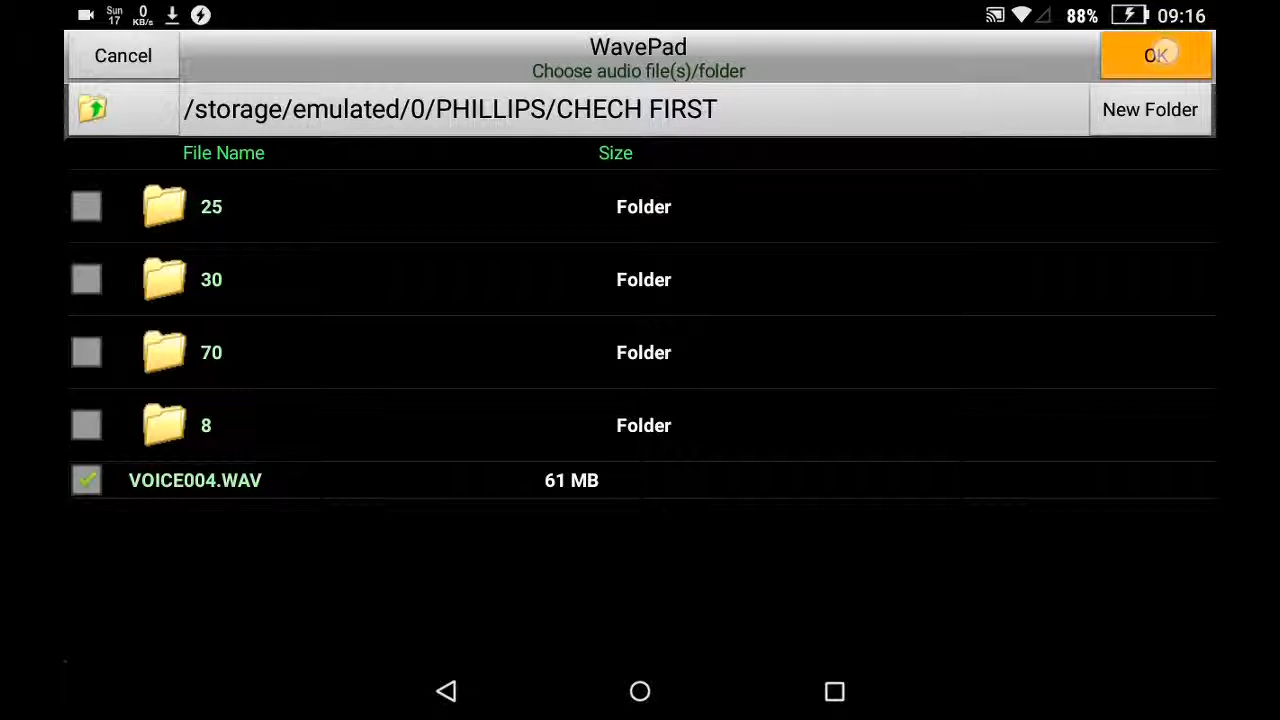 Sun 17 0 KB/s 88% 09:16
Cancel WavePad OK
Choose audio file(s)/folder
/storage/emulated/0/PHILLIPS/CHECH FIRST New Folder
File Name Size
25 Folder
30 Folder
70 Folder
8 Folder
VOICE004.WAV 61 MB